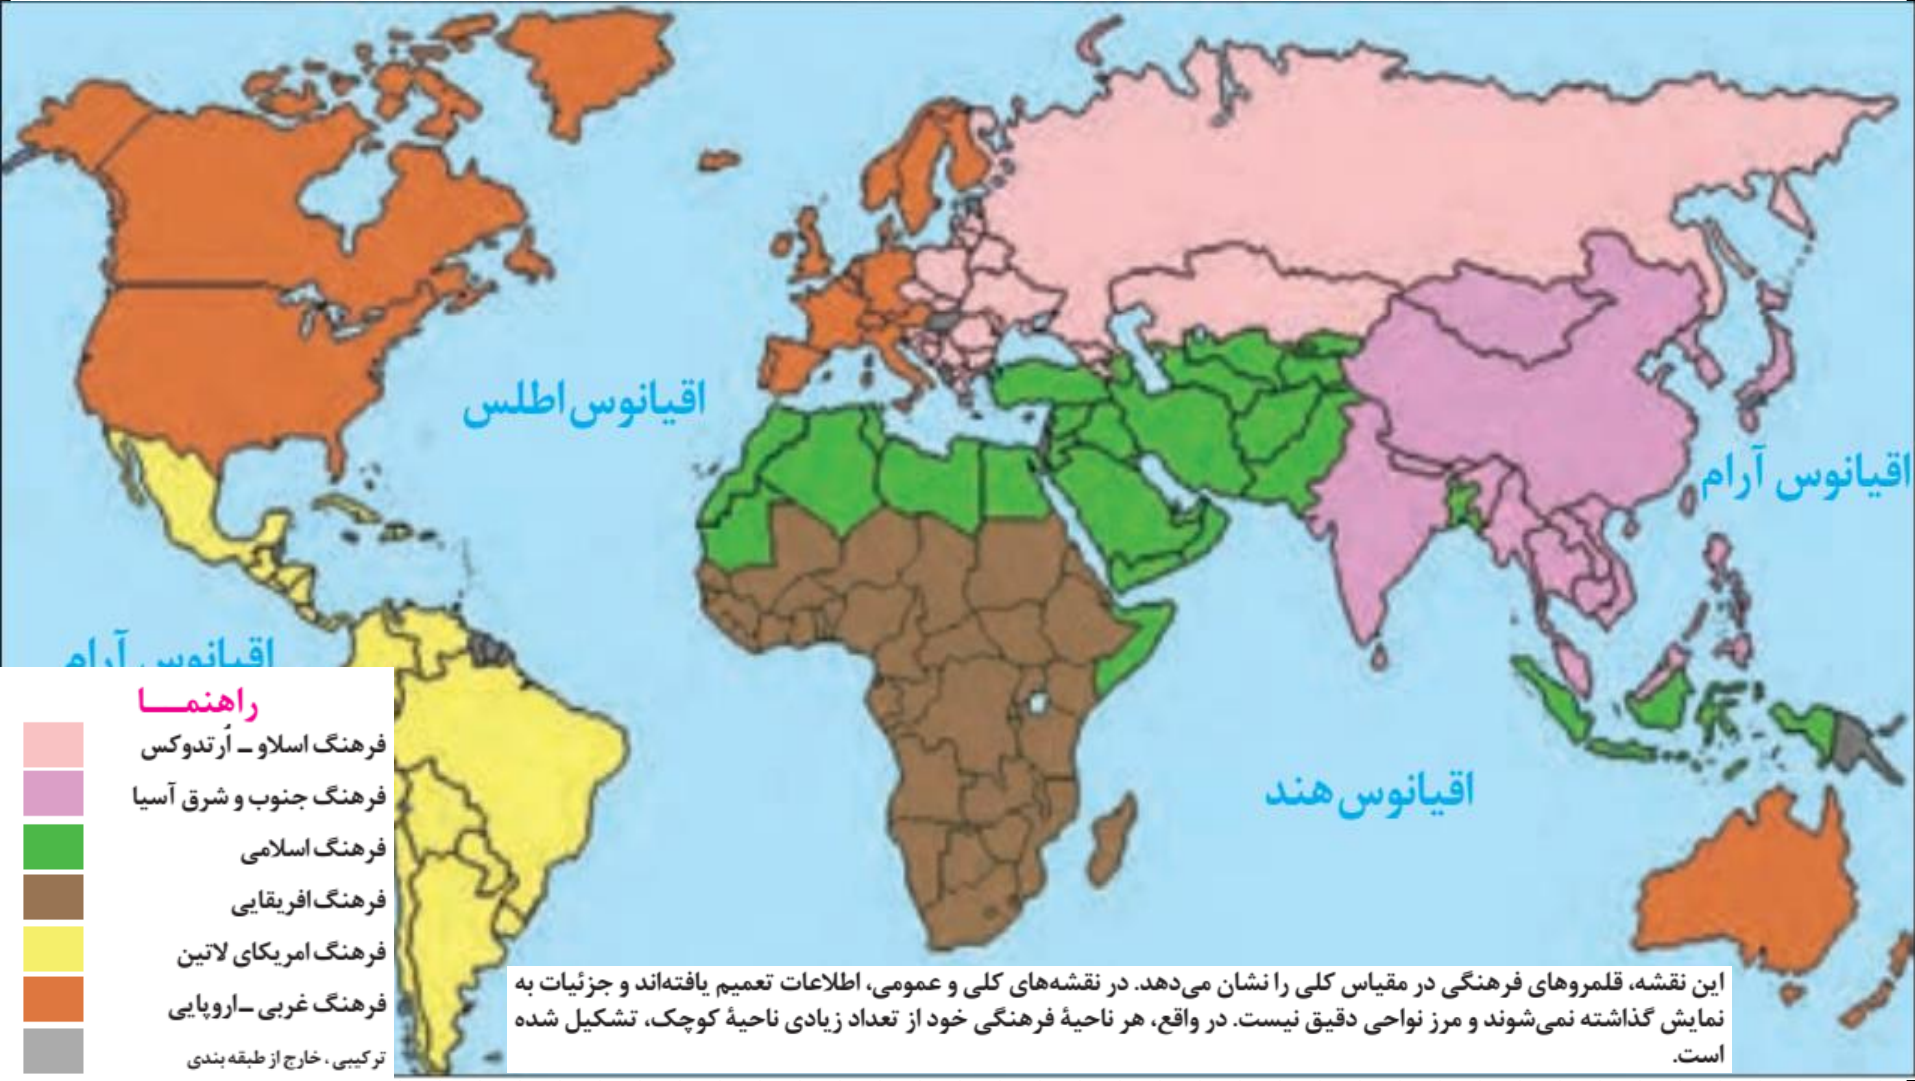 اقیانوس اطلس
اقیانوس آرام
اقیانوس آرام
اقیانوس هند
راهنمـــا
فرهنگ اسلاو ـ اُرتدوکس
فرهنگ جنوب و شرق آسیا
فرهنگ اسلامی
فرهنگ افریقایی
فرهنگ امریکای لاتین
فرهنگ غربی ـ اروپایی
ترکیبی، خارج از طبقه بندی
این نقشه، قلمروهای فرهنگی در مقیاس کلی را نشان می‌دهد. در نقشه‌های کلی و عمومی، اطلاعات تعمیم یافته‌اند و جزئیات به
نمایش گذاشته نمی‌شوند و مرز نواحی دقیق نیست. در واقع، هر ناحیهٔ فرهنگی خود از تعداد زیادی ناحیهٔ کوچک، تشکیل شده
است.